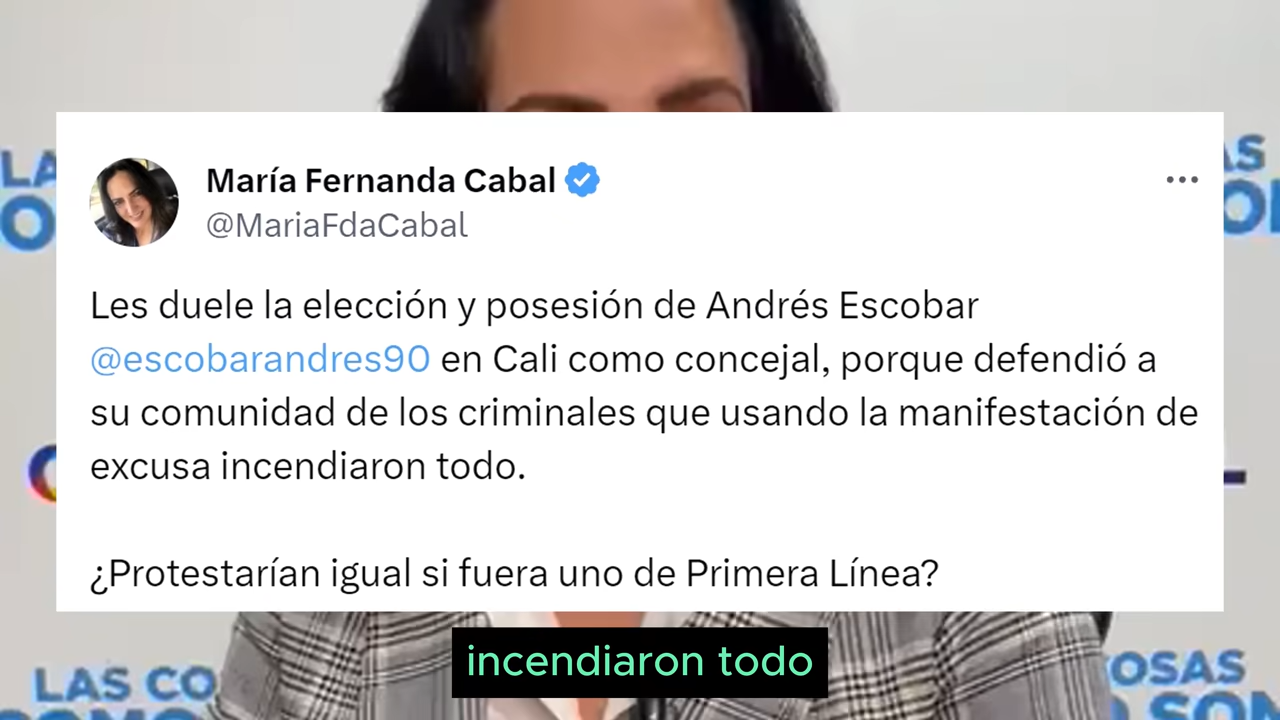 María Fernanda Cabal
@MariaFdaCabal
Les duele la elección y posesión de Andrés Escobar
@escobarandres90 en Cali como concejal, porque defendió a
su comunidad de los criminales que usando la manifestación de
excusa incendiaron todo.
¿Protestarían igual si fuera uno de Primera Línea?
incendiaron todo
LAS CO